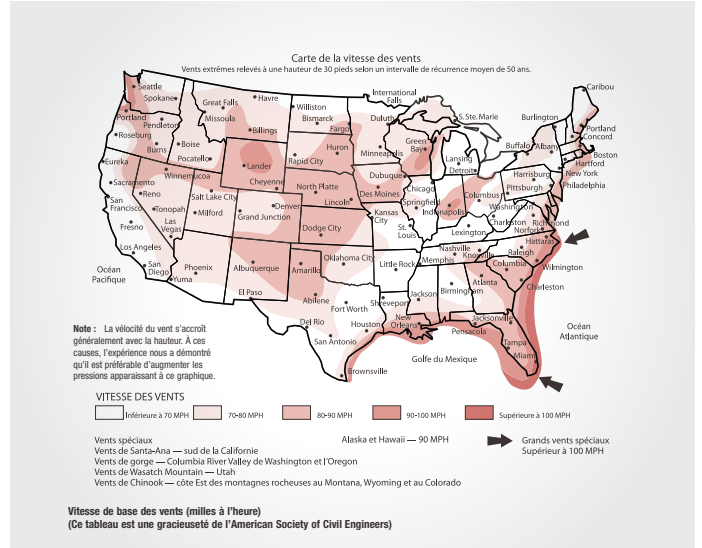 Carte de la vitesse des vents
Vents extrêmes relevés à une hauteur de 30 pieds selon un intervalle de récurrence moyen de 50 ans.
Seattle
Spokane
Portland
Pendleton
Roseburg
Burns
Eureka
Great Falls
Missoula
Havre
Billings
Boise
Pocatello
Lander
Cheyenne
Winnemucca
Sacramento
Reno
San
Francisco
Tonopah
Fresno
Las
Vegas
Los Angeles
San
Diego
Yuma
Phoenix
Salt Lake City
Milford
Grand Junction
Denver
Albuquerque
El Paso
Williston
Bismarck
Fargo
Huron
Rapid City
North Platte
Lincoln
Dodge City
Amarillo
Oklahoma City
Abilene
Fort Worth
Del Rio
San Antonio
Houston
Brownsville
International
Falls
Duluth
Minneapolis
Green
Bay
S. Ste. Marie
Dubuque
Des Moines
Chicago
Springfield
Kansas
City
St.
Louis
Indianapolis
Lansing
Detroit
Columbus
Lexington
Little Rock
Memphis
Nashville
Knoxville
Shreveport
Jackson
New
Orleans
Birmingham
Atlanta
Pensacola
Jacksonville
Tampa
Miami
Caribou
Burlington
Portland
Concord
Buffalo
Albany
Boston
Hartford
New York
Harrisburg
Philadelphia
Pittsburgh
Washington
Charleston
Richmond
Norfolk
Hattaras
Raleigh
Wilmington
Columbia
Charleston
Océan
Pacifique
Océan
Atlantique
Golfe du Mexique
Note : La vélocité du vent s'accroît
généralement avec la hauteur. À ces
causes, l'expérience nous a démontré
qu'il est préférable d'augmenter les
pressions apparaissant à ce graphique.
VITESSE DES VENTS
Inférieure à 70 MPH
70-80 MPH
80-90 MPH
90-100 MPH
Supérieure à 100 MPH
Vents spéciaux
Alaska et Hawaii — 90 MPH
Grands vents spéciaux
Supérieur à 100 MPH
Vents de Santa-Ana — sud de la Californie
Vents de gorge — Columbia River Valley de Washington et l'Oregon
Vents de Wasatch Mountain — Utah
Vents de Chinook — côte Est des montagnes rocheuses au Montana, Wyoming et au Colorado
Vitesse de base des vents (milles à l'heure)
(Ce tableau est une gracieuseté de l'American Society of Civil Engineers)